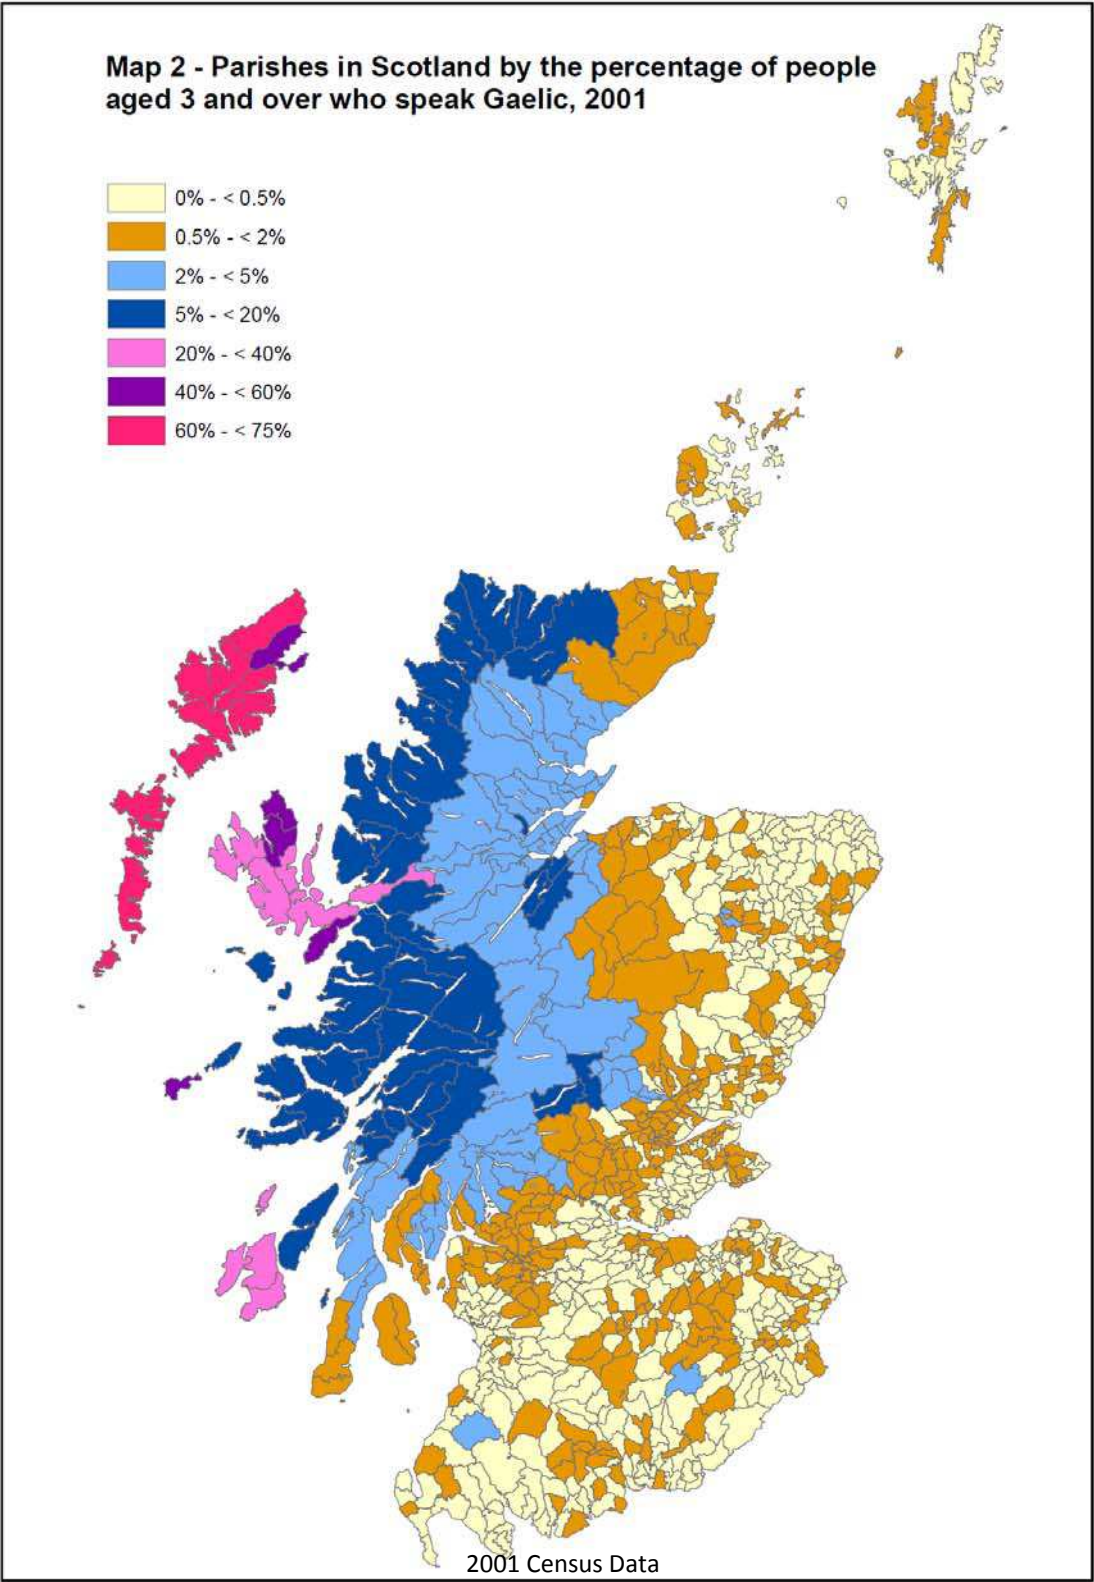 Map 2 - Parishes in Scotland by the percentage of people
aged 3 and over who speak Gaelic, 2001
0% - < 0.5%
0.5% - < 2%
2% - < 5%
5% - < 20%
20% - < 40%
40% - < 60%
60% - < 75%
2001 Census Data